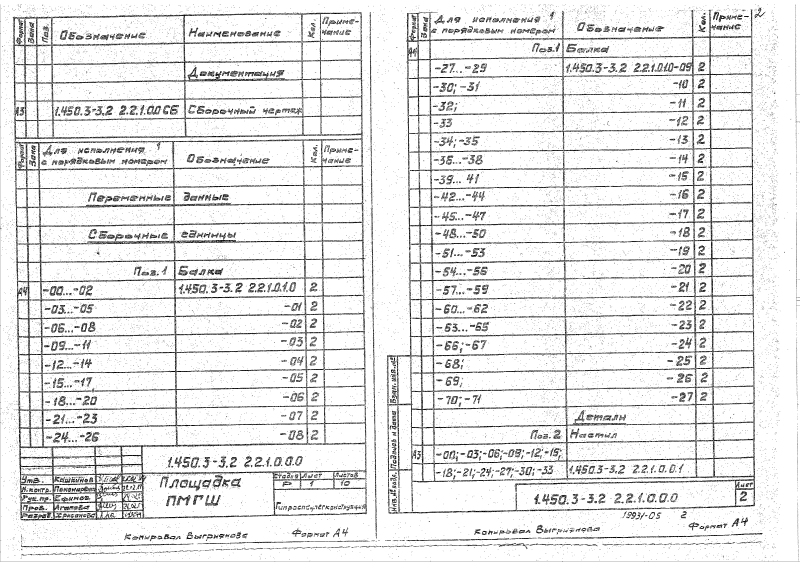 Формат Зона Поз. Обозначение Наименование Кол. Примечание
Документация
А3 1.450.3-3.2 2.2.1.0.0СБ Сборочный чертеж
Формат Зона Для исполнения 1 с порядковым номером Обозначение Кол. Примечание
Переменные данные
Сборочные единицы
Поз.1 Балка
А4 -00...-02 1.450.3-3.2 2.2.1.0.1.0 2
-03...-05 -01 2
-06...-08 -02 2
-09...-11 -03 2
-12...-14 -04 2
-15...-17 -05 2
-18...-20 -06 2
-21...-23 -07 2
-24...-26 -08 2
1.450.3-3.2 2.2.1.0.0.0
Утв. Кашинов
Н.контр. Пономарева
Рук.пр. Ефимов
Пров. Агапова
Разраб. Хрисанова
Площадка
ПМГШ
Стадия Лист Листов
Р 1 10
Копировал Выгриянова Формат А4
2
Формат Зона Для исполнения 1 с порядковым номером Обозначение Кол. Примечание
А4 Поз.1 Балка
-27...-29 1.450.3-3.2 2.2.1.0.1.0-09 2
-30; -31 -10 2
-32; -11 2
-33 -12 2
-34; -35 -13 2
-36...-38 -14 2
-39... 41 -15 2
-42...-44 -16 2
-45...-47 -17 2
-48...-50 -18 2
-51...-53 -19 2
-54...-56 -20 2
-57...-59 -21 2
-60...-62 -22 2
-63...-65 -23 2
-66; -67 -24 2
-68; -25 2
-69; -26 2
-70; -71 -27 2
Детали
Поз.2 Настил
А3 -00;-03;-06;-09;-12;-15;
-18;-21;-24;-27;-30;-33 1.450.3-3.2 2.2.1.0.0.1
Инв.№ подл. Подпись и дата Взам. инв.№
1.450.3-3.2 2.2.1.0.0.0
Лист
2
19931-05 2
Копировал Выгриянова Формат А4